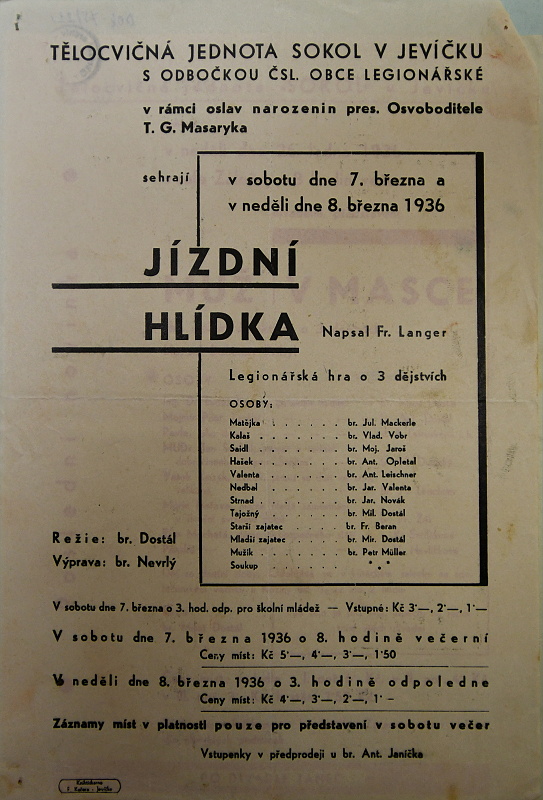 TĚLOCVIČNÁ JEDNOTA SOKOL V JEVÍČKU
S ODBOČKOU ČSL. OBCE LEGIONÁŘSKÉ
v rámci oslav narozenin pres. Osvoboditele
T. G. Masaryka
sehrají
v sobotu dne 7. března a
v neděli dne 8. března 1936
JÍZDNÍ
HLÍDKA
Napsal Fr. Langer
Legionářská hra o 3 dějstvích
OSOBY:
Matějka . . . . . . br. Jul. Mackerle
Kalaš . . . . . . . br. Vlad. Vobr
Saidl . . . . . . . br. Moj. Jaroš
Hašek . . . . . . . br. Ant. Opletal
Valenta . . . . . . br. Ant. Leischner
Nedbal . . . . . . br. Jar. Valenta
Strnad . . . . . . br. Jar. Novák
Tajožný . . . . . . br. Mil. Dostál
Starší zajatec . . . . br. Fr. Beran
Mladší zajatec . . . . br. Mir. Dostál
Mužík . . . . . . . br. Petr Müller
Soukup . . . . . . * * *
Režie: br. Dostál
Výprava: br. Nevrlý
V sobotu dne 7. března o 3. hod. odp. pro školní mládež — Vstupné: Kč 3·—, 2·—, 1·—
V sobotu dne 7. března 1936 o 8. hodině večerní
Ceny míst: Kč 5·—, 4·—, 3·—, 1·50
V neděli dne 8. března 1936 o 3. hodině odpoledne
Ceny míst: Kč 4·—, 3·—, 2·—, 1·–
Záznamy míst v platnosti pouze pro představení v sobotu večer
Vstupenky v předprodeji u br. Ant. Janíčka
Knihtiskárna